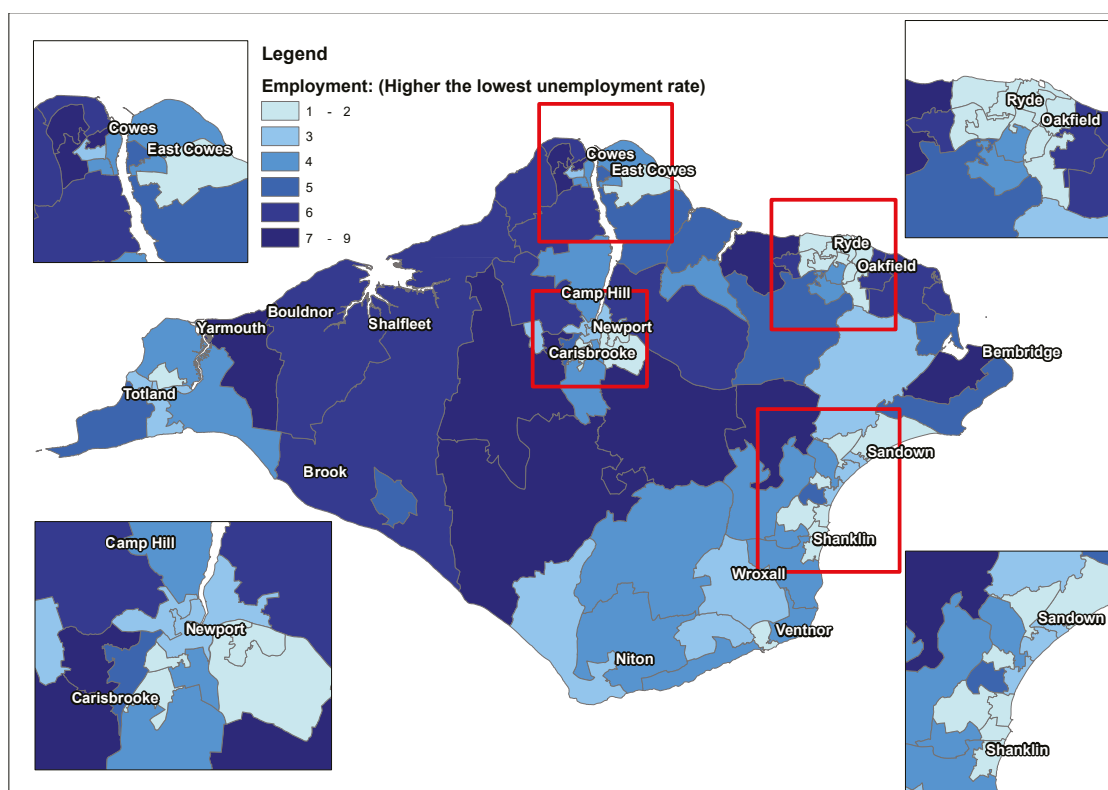 Legend
Employment: (Higher the lowest unemployment rate)
1 - 2
3
4
5
6
7 - 9
Cowes
East Cowes
Ryde
Oakfield
Cowes
East Cowes
Ryde
Oakfield
Camp Hill
Newport
Carisbrooke
Bouldnor
Yarmouth
Shalfleet
Totland
Bembridge
Brook
Sandown
Shanklin
Wroxall
Ventnor
Niton
Camp Hill
Newport
Carisbrooke
Sandown
Shanklin